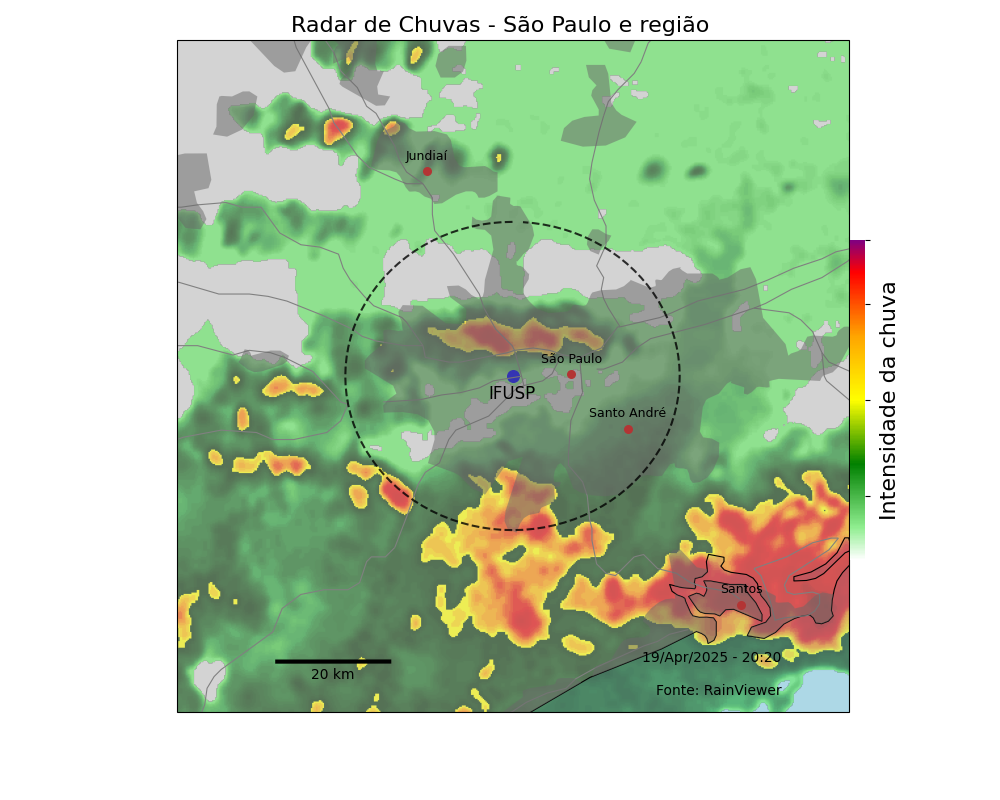 Radar de Chuvas - São Paulo e região
Jundiaí
São Paulo
IFUSP
Santo André
Santos
19/Apr/2025 - 20:20
20 km
Fonte: RainViewer
Intensidade da chuva